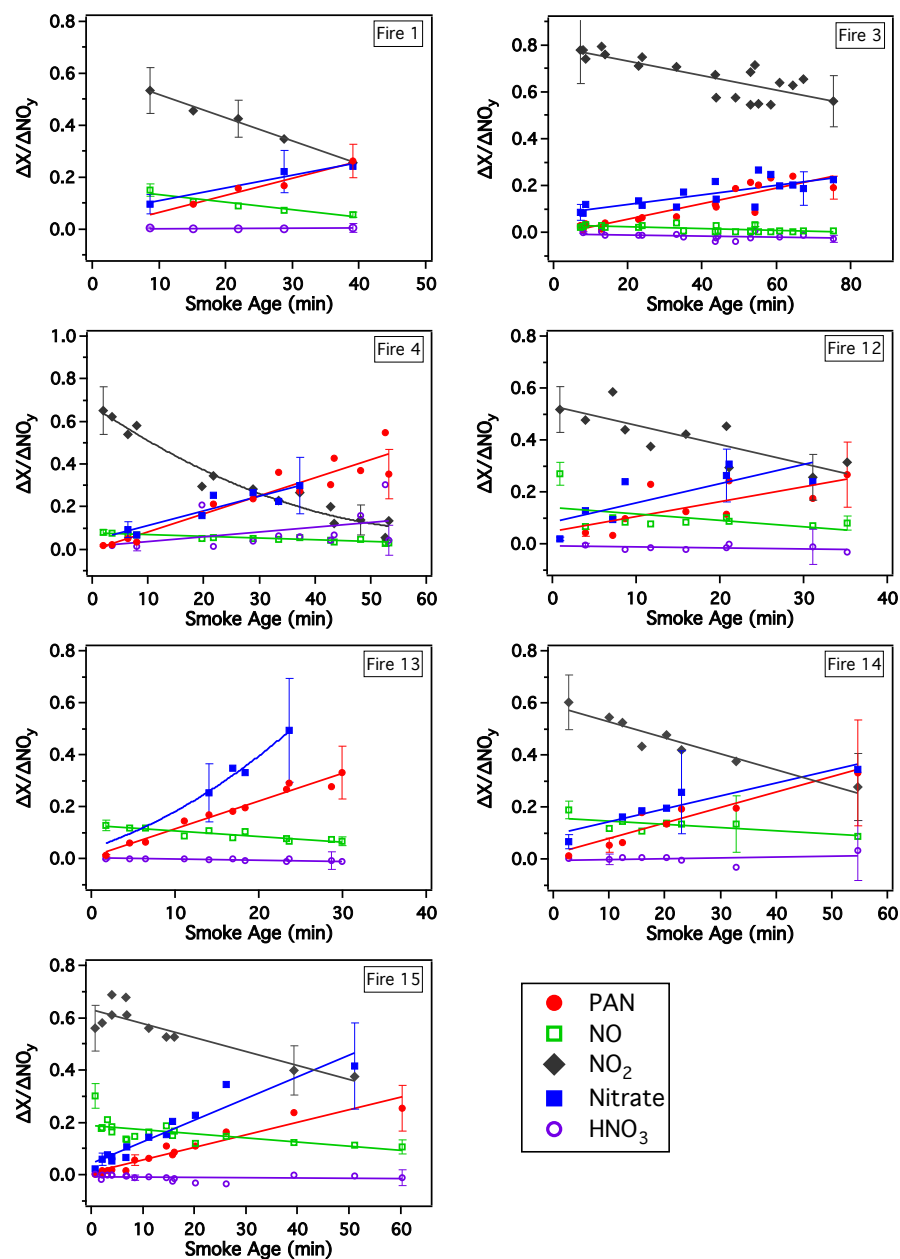 Fire 1
ΔX/ΔNOy
0.8
0.6
0.4
0.2
0.0
0 10 20 30 40 50
Smoke Age (min)
Fire 3
ΔX/ΔNOy
0.8
0.6
0.4
0.2
0.0
0 20 40 60 80
Smoke Age (min)
Fire 4
ΔX/ΔNOy
1.0
0.8
0.6
0.4
0.2
0.0
0 10 20 30 40 50 60
Smoke Age (min)
Fire 12
ΔX/ΔNOy
0.8
0.6
0.4
0.2
0.0
0 10 20 30 40
Smoke Age (min)
Fire 13
ΔX/ΔNOy
0.8
0.6
0.4
0.2
0.0
0 10 20 30 40
Smoke Age (min)
Fire 14
ΔX/ΔNOy
0.8
0.6
0.4
0.2
0.0
0 10 20 30 40 50 60
Smoke Age (min)
Fire 15
ΔX/ΔNOy
0.8
0.6
0.4
0.2
0.0
0 10 20 30 40 50 60
Smoke Age (min)
PAN
NO
NO2
Nitrate
HNO3